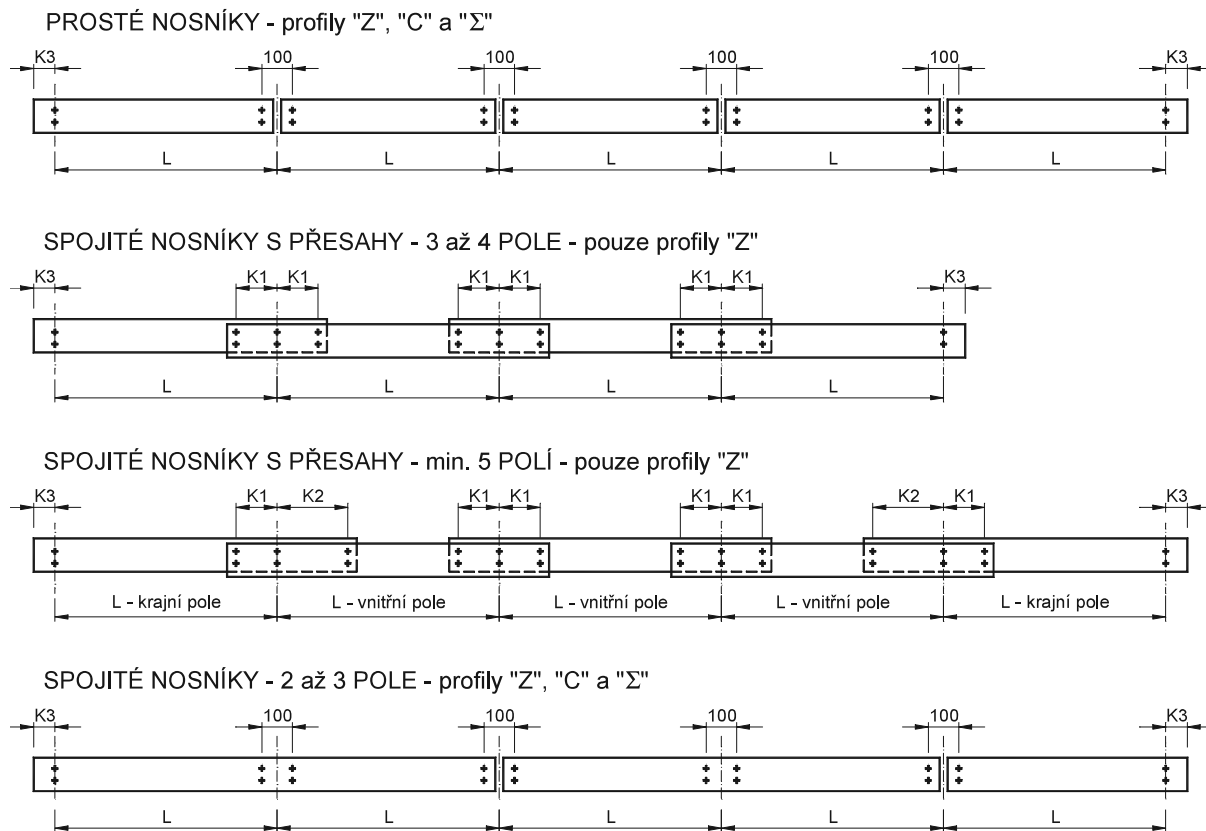 PROSTÉ NOSNÍKY - profily "Z", "C" a "Σ"
K3 100 100 100 100 K3
L L L L L
SPOJITÉ NOSNÍKY S PŘESAHY - 3 až 4 POLE - pouze profily "Z"
K3 K1 K1 K1 K1 K1 K1 K3
L L L L
SPOJITÉ NOSNÍKY S PŘESAHY - min. 5 POLÍ - pouze profily "Z"
K3 K1 K2 K1 K1 K1 K1 K2 K1 K3
L - krajní pole L - vnitřní pole L - vnitřní pole L - vnitřní pole L - krajní pole
SPOJITÉ NOSNÍKY - 2 až 3 POLE - profily "Z", "C" a "Σ"
K3 100 100 100 100 K3
L L L L L